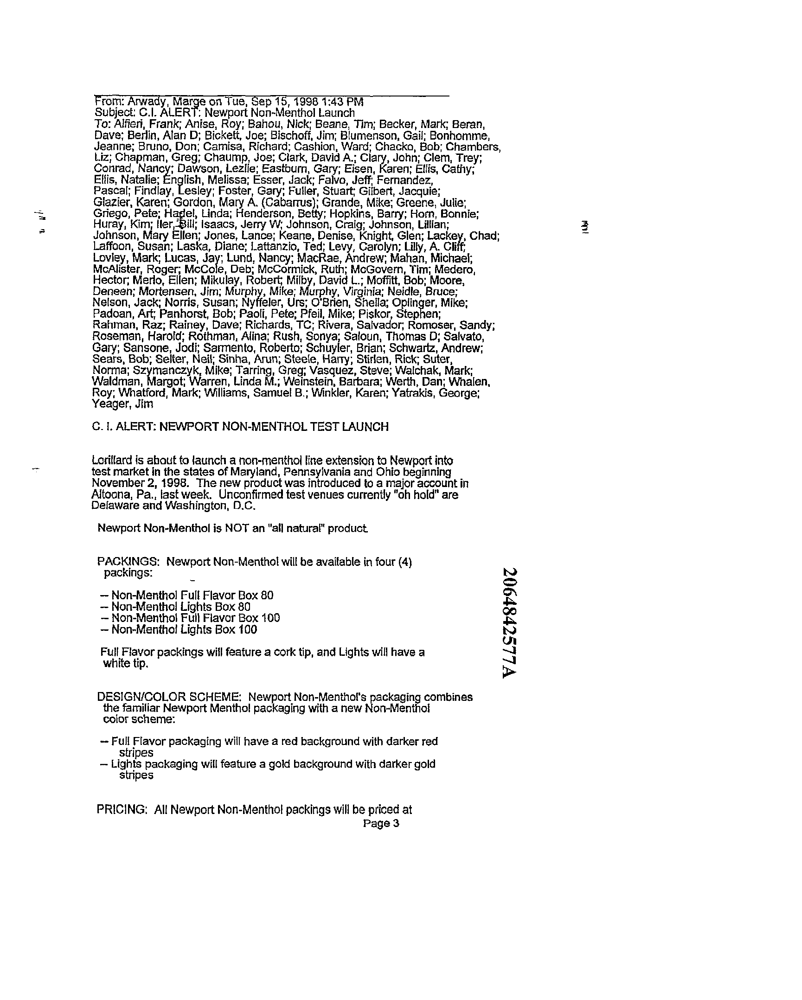 From: Arwady, Marge on Tue, Sep 15, 1998 1:43 PM
Subject: C.I. ALERT: Newport Non-Menthol Launch
To: Alfieri, Frank; Anise, Roy; Bahou, Nick; Beane, Tim; Becker, Mark; Beran,
Dave; Berlin, Alan D; Bickett, Joe; Bischoff, Jim; Blumenson, Gail; Bonhomme,
Jeanne; Bruno, Don; Camisa, Richard; Cashion, Ward; Chacko, Bob; Chambers,
Liz; Chapman, Greg; Chaump, Joe; Clark, David A.; Clary, John; Clem, Trey;
Conrad, Nancy; Dawson, Lezlie; Eastburn, Gary; Eisen, Karen; Ellis, Cathy;
Ellis, Natalie; English, Melissa; Esser, Jack; Falvo, Jeff; Fernandez,
Pascal; Findlay, Lesley; Foster, Gary; Fuller, Stuart; Gilbert, Jacquie;
Glazier, Karen; Gordon, Mary A. (Cabarrus); Grande, Mike; Greene, Julie;
Griego, Pete; Hadel, Linda; Henderson, Betty; Hopkins, Barry; Horn, Bonnie;
Huray, Kim; Iler, Bill; Isaacs, Jerry W; Johnson, Craig; Johnson, Lillian;
Johnson, Mary Ellen; Jones, Lance; Keane, Denise, Knight, Glen; Lackey, Chad;
Laffoon, Susan; Laska, Diane; Lattanzio, Ted; Levy, Carolyn; Lilly, A. Cliff;
Lovley, Mark; Lucas, Jay; Lund, Nancy; MacRae, Andrew; Mahan, Michael;
McAlister, Roger; McCole, Deb; McCormick, Ruth; McGovern, Tim; Medero,
Hector; Merlo, Ellen; Mikulay, Robert; Milby, David L.; Moffitt, Bob; Moore,
Deneen; Mortensen, Jim; Murphy, Mike; Murphy, Virginia; Neidle, Bruce;
Nelson, Jack; Norris, Susan; Nyffeler, Urs; O'Brien, Sheila; Oplinger, Mike;
Padoan, Art; Panhorst, Bob; Paoli, Pete; Pfeil, Mike; Piskor, Stephen;
Rahman, Raz; Rainey, Dave; Richards, TC; Rivera, Salvador; Romoser, Sandy;
Roseman, Harold; Rothman, Alina; Rush, Sonya; Saloun, Thomas D; Salvato,
Gary; Sansone, Jodi; Sarmento, Roberto; Schuyler, Brian; Schwartz, Andrew;
Sears, Bob; Selter, Neil; Sinha, Arun; Steele, Harry; Stirlen, Rick; Suter,
Norma; Szymanczyk, Mike; Tarring, Greg; Vasquez, Steve; Walchak, Mark;
Waldman, Margot; Warren, Linda M.; Weinstein, Barbara; Werth, Dan; Whalen,
Roy; Whatford, Mark; Williams, Samuel B.; Winkler, Karen; Yatrakis, George;
Yeager, Jim
C. I. ALERT: NEWPORT NON-MENTHOL TEST LAUNCH
Lorillard is about to launch a non-menthol line extension to Newport into
test market in the states of Maryland, Pennsylvania and Ohio beginning
November 2, 1998. The new product was introduced to a major account in
Altoona, Pa., last week. Unconfirmed test venues currently "on hold" are
Delaware and Washington, D.C.
Newport Non-Menthol is NOT an "all natural" product.
PACKINGS: Newport Non-Menthol will be available in four (4)
packings:
-- Non-Menthol Full Flavor Box 80
-- Non-Menthol Lights Box 80
-- Non-Menthol Full Flavor Box 100
-- Non-Menthol Lights Box 100
Full Flavor packings will feature a cork tip, and Lights will have a
white tip.
DESIGN/COLOR SCHEME: Newport Non-Menthol's packaging combines
the familiar Newport Menthol packaging with a new Non-Menthol
color scheme:
-- Full Flavor packaging will have a red background with darker red
stripes
-- Lights packaging will feature a gold background with darker gold
stripes
PRICING: All Newport Non-Menthol packings will be priced at
Page 3
2064842577A